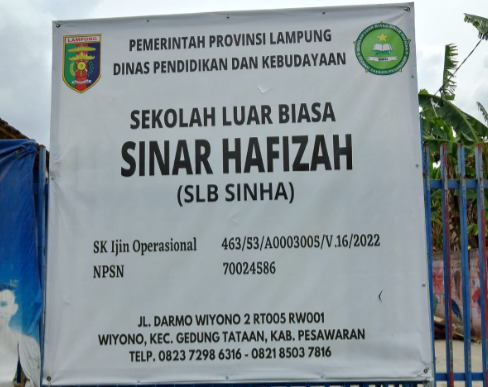 LAMPUNG
PEMERINTAH PROVINSI LAMPUNG
DINAS PENDIDIKAN DAN KEBUDAYAAN
SEKOLAH LUAR BIASA
SINAR HAFIZAH
(SLB SINHA)
SK Ijin Operasional 463/53/A0003005/V.16/2022
NPSN 70024586
JL. DARMO WIYONO 2 RT005 RW001
WIYONO, KEC. GEDUNG TATAAN, KAB. PESAWARAN
TELP. 0823 7298 6316 - 0821 8503 7816